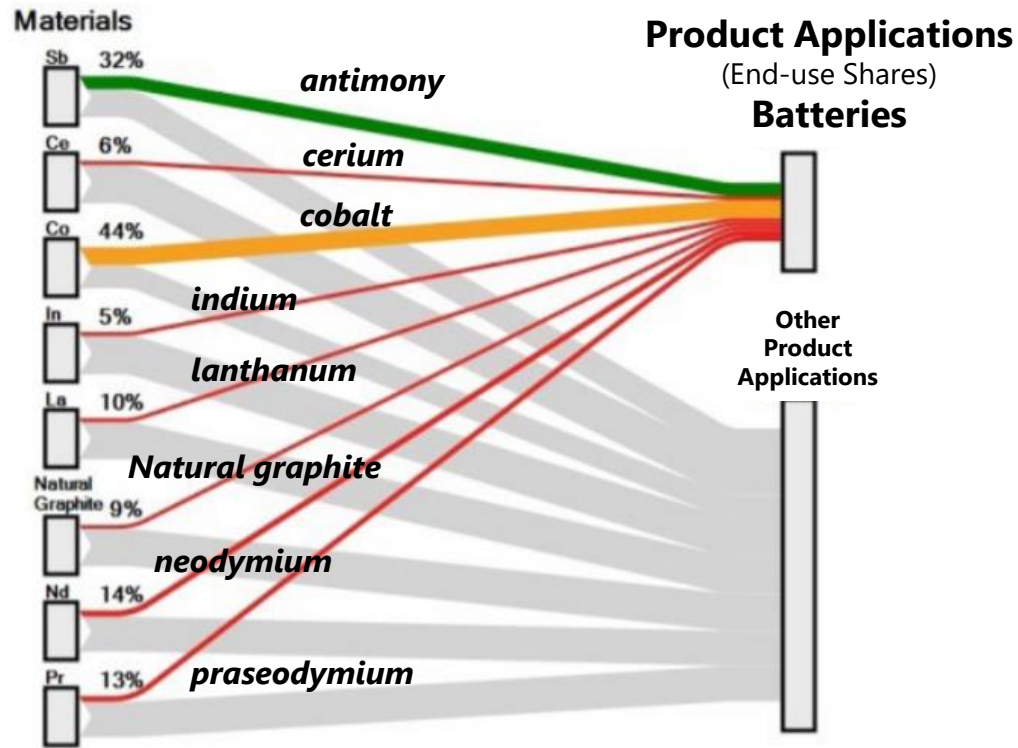 Materials
Product Applications
(End-use Shares)
Batteries
Sb 32%
antimony
Ce 6%
cerium
Co 44%
cobalt
In 5%
indium
Other
Product
Applications
La 10%
lanthanum
Natural
Graphite 9%
Natural graphite
Nd 14%
neodymium
Pr 13%
praseodymium